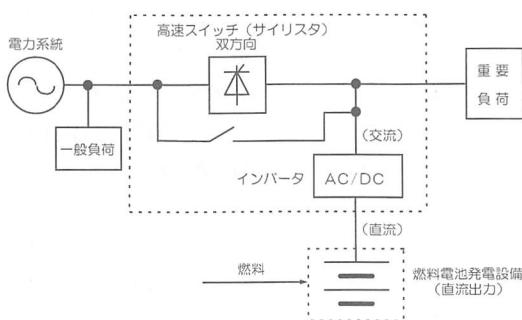 高速スイッチ（サイリスタ）
双方向
電力系統
重要
負荷
一般負荷
（交流）
インバータ
AC/DC
（直流）
燃料
燃料電池発電設備
（直流出力）